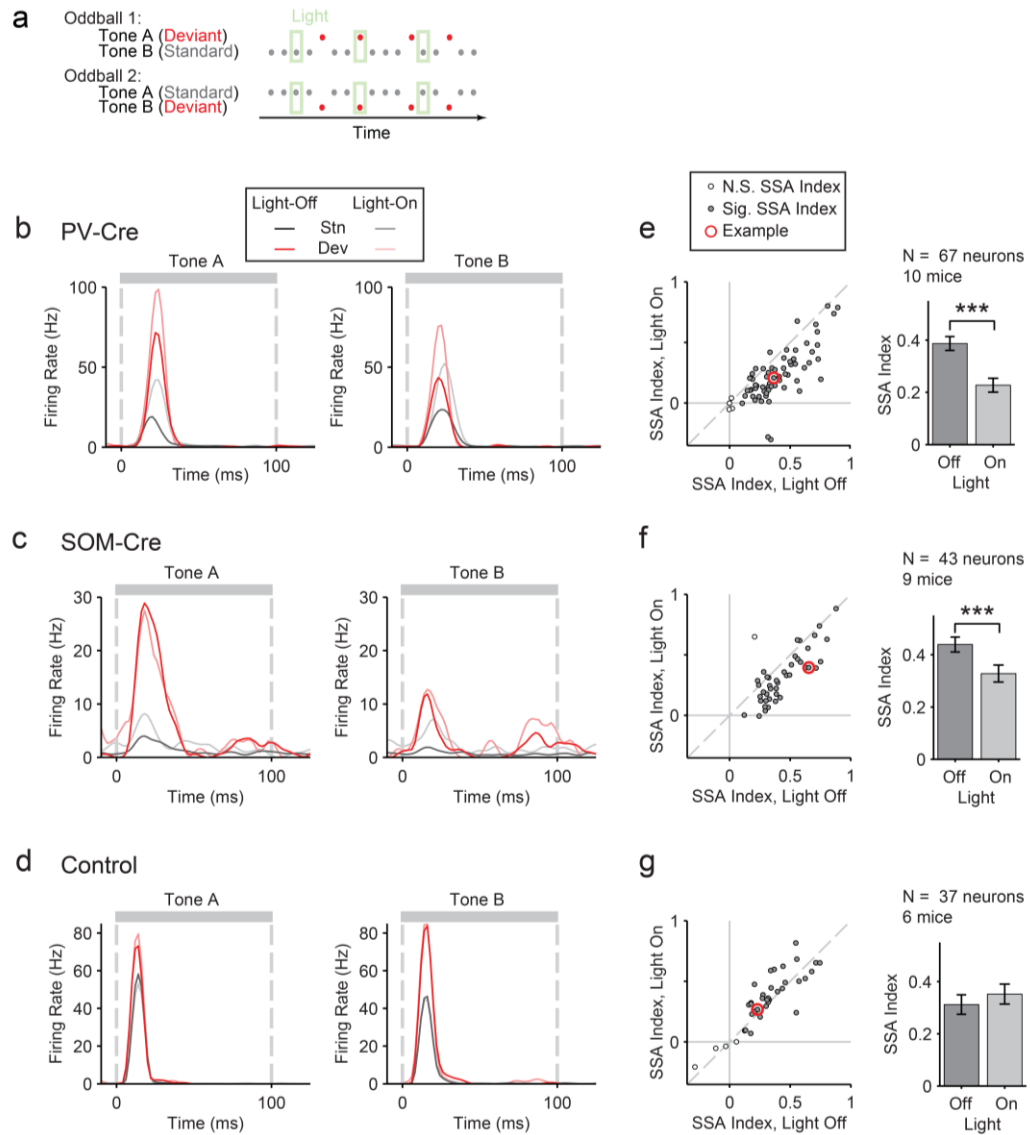 a
Oddball 1:
Light
Tone A (Deviant)
Tone B (Standard)
Oddball 2:
Tone A (Standard)
Tone B (Deviant)
Time
Light-Off Light-On
Stn
Dev
b PV-Cre
Tone A
Tone B
100
50
0
Firing Rate (Hz)
0 100
Time (ms)
100
50
0
Firing Rate (Hz)
0 100
Time (ms)
N.S. SSA Index
Sig. SSA Index
Example
e
1
0
SSA Index, Light On
0 0.5 1
SSA Index, Light Off
N = 67 neurons
10 mice
***
0.4
0.2
0
SSA Index
Off On
Light
c SOM-Cre
Tone A
Tone B
30
20
10
0
Firing Rate (Hz)
0 100
Time (ms)
30
20
10
0
Firing Rate (Hz)
0 100
Time (ms)
f
1
0
SSA Index, Light On
0 0.5 1
SSA Index, Light Off
N = 43 neurons
9 mice
***
0.4
0.2
0
SSA Index
Off On
Light
d Control
Tone A
Tone B
80
60
40
20
0
Firing Rate (Hz)
0 100
Time (ms)
80
60
40
20
0
Firing Rate (Hz)
0 100
Time (ms)
g
1
0
SSA Index, Light On
0 0.5 1
SSA Index, Light Off
N = 37 neurons
6 mice
0.4
0.2
0
SSA Index
Off On
Light